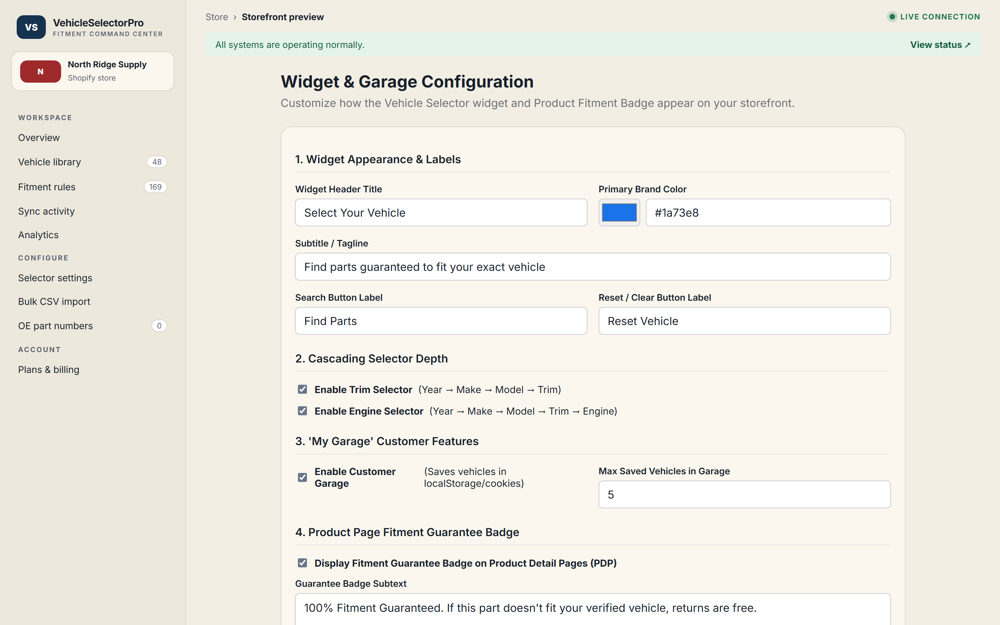 VS
VehicleSelectorPro
FITMENT COMMAND CENTER
N
North Ridge Supply
Shopify store
WORKSPACE
Overview
Vehicle library 48
Fitment rules 169
Sync activity
Analytics
CONFIGURE
Selector settings
Bulk CSV import
OE part numbers 0
ACCOUNT
Plans & billing
Store › Storefront preview
LIVE CONNECTION
All systems are operating normally.
View status ↗
Widget & Garage Configuration
Customize how the Vehicle Selector widget and Product Fitment Badge appear on your storefront.
1. Widget Appearance & Labels
Widget Header Title
Select Your Vehicle
Primary Brand Color
#1a73e8
Subtitle / Tagline
Find parts guaranteed to fit your exact vehicle
Search Button Label
Find Parts
Reset / Clear Button Label
Reset Vehicle
2. Cascading Selector Depth
Enable Trim Selector (Year → Make → Model → Trim)
Enable Engine Selector (Year → Make → Model → Trim → Engine)
3. 'My Garage' Customer Features
Enable Customer
Garage
(Saves vehicles in
localStorage/cookies)
Max Saved Vehicles in Garage
5
4. Product Page Fitment Guarantee Badge
Display Fitment Guarantee Badge on Product Detail Pages (PDP)
Guarantee Badge Subtext
100% Fitment Guaranteed. If this part doesn't fit your verified vehicle, returns are free.